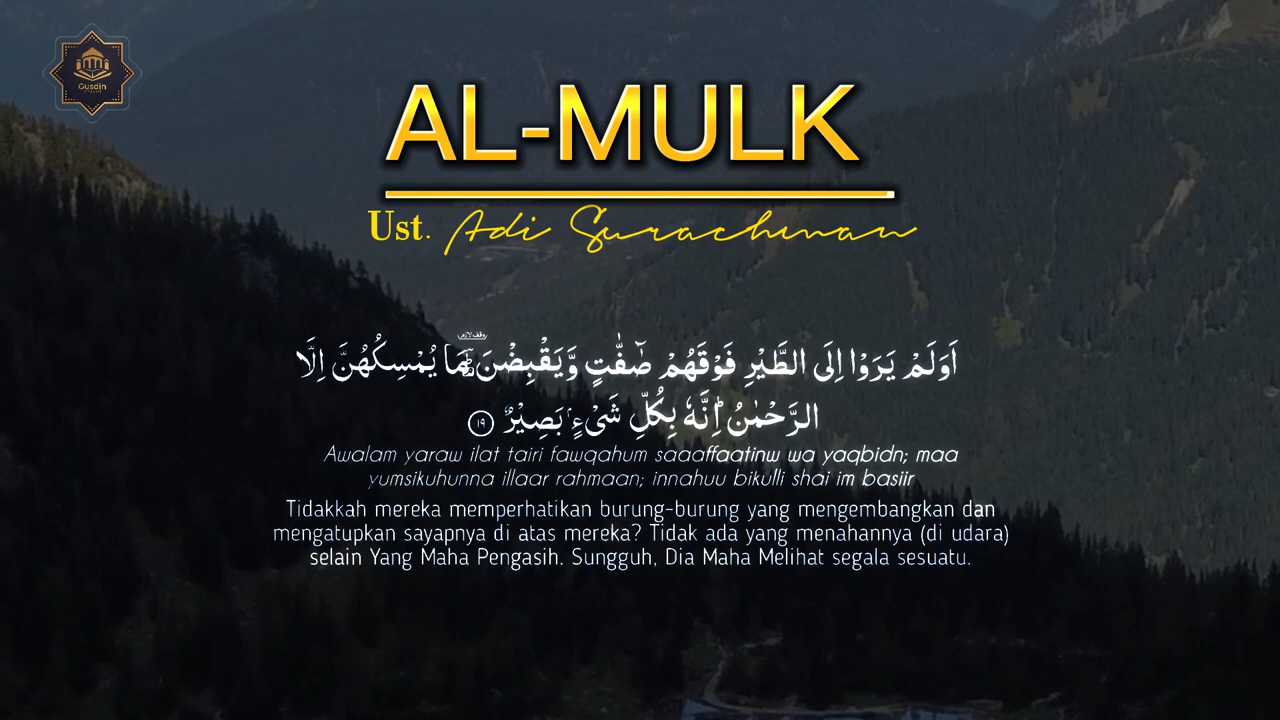 Gusdin
AL-MULK
Ust. Adi Surachman
اَوَلَمْ يَرَوْا اِلَى الطَّيْرِ فَوْقَهُمْ صٰۤفّٰتٍ وَّيَقْبِضْنَۘ مَا يُمْسِكُهُنَّ اِلَّا
الرَّحْمٰنُۗ اِنَّهٗ بِكُلِّ شَيْءٍۢ بَصِيْرٌ ١٩
Awalam yaraw ilat tairi fawqahum saaaffaatinw wa yaqbidn; maa
yumsikuhunna illaar rahmaan; innahuu bikulli shai im basiir
Tidakkah mereka memperhatikan burung-burung yang mengembangkan dan
mengatupkan sayapnya di atas mereka? Tidak ada yang menahannya (di udara)
selain Yang Maha Pengasih. Sungguh, Dia Maha Melihat segala sesuatu.